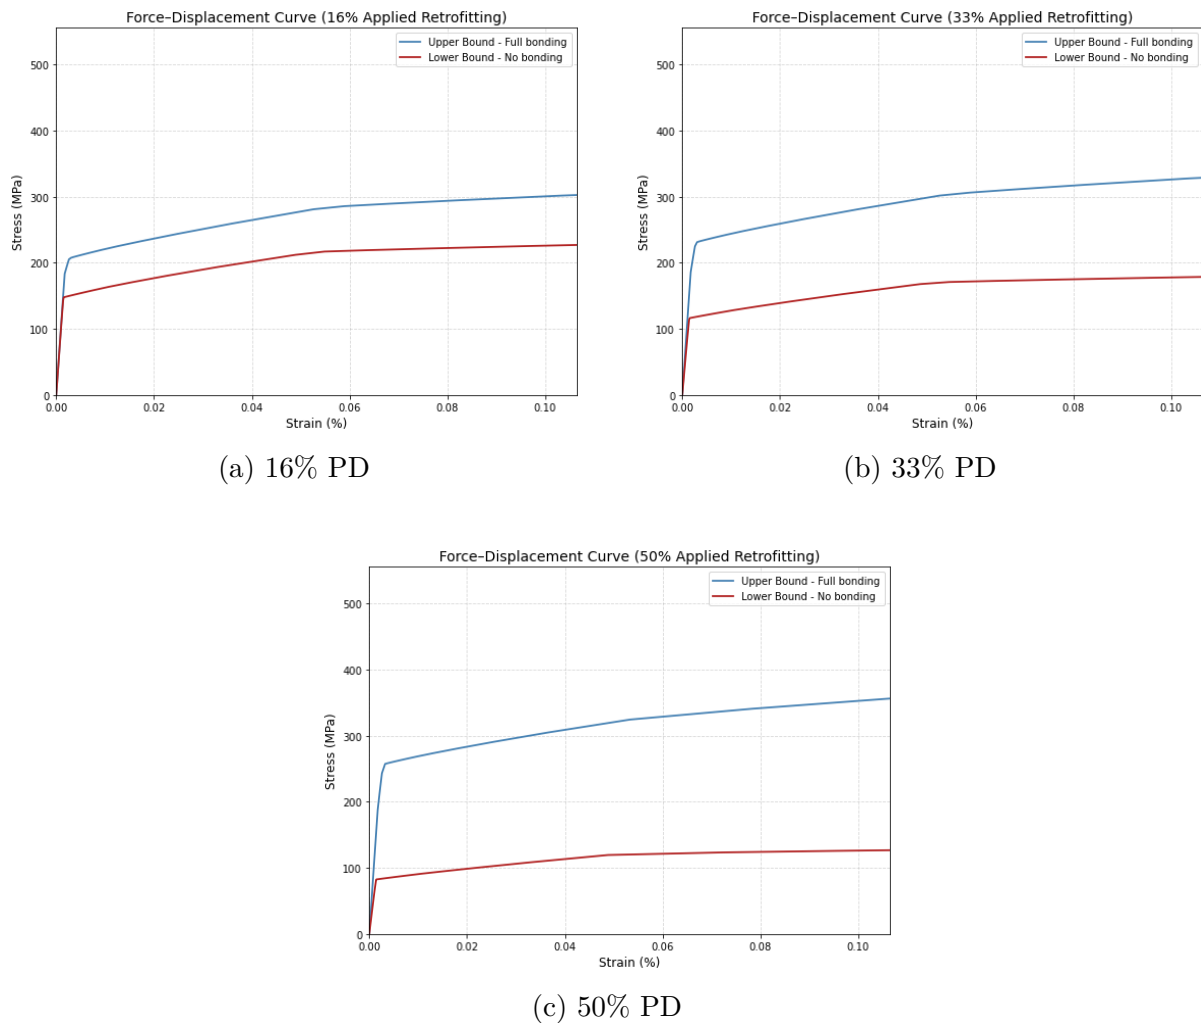 Force–Displacement Curve (16% Applied Retrofitting)
Upper Bound - Full bonding
Lower Bound - No bonding
Stress (MPa)
500
400
300
200
100
0
0.00 0.02 0.04 0.06 0.08 0.10
Strain (%)
(a) 16% PD
Force–Displacement Curve (33% Applied Retrofitting)
Upper Bound - Full bonding
Lower Bound - No bonding
Stress (MPa)
500
400
300
200
100
0
0.00 0.02 0.04 0.06 0.08 0.10
Strain (%)
(b) 33% PD
Force–Displacement Curve (50% Applied Retrofitting)
Upper Bound - Full bonding
Lower Bound - No bonding
Stress (MPa)
500
400
300
200
100
0
0.00 0.02 0.04 0.06 0.08 0.10
Strain (%)
(c) 50% PD